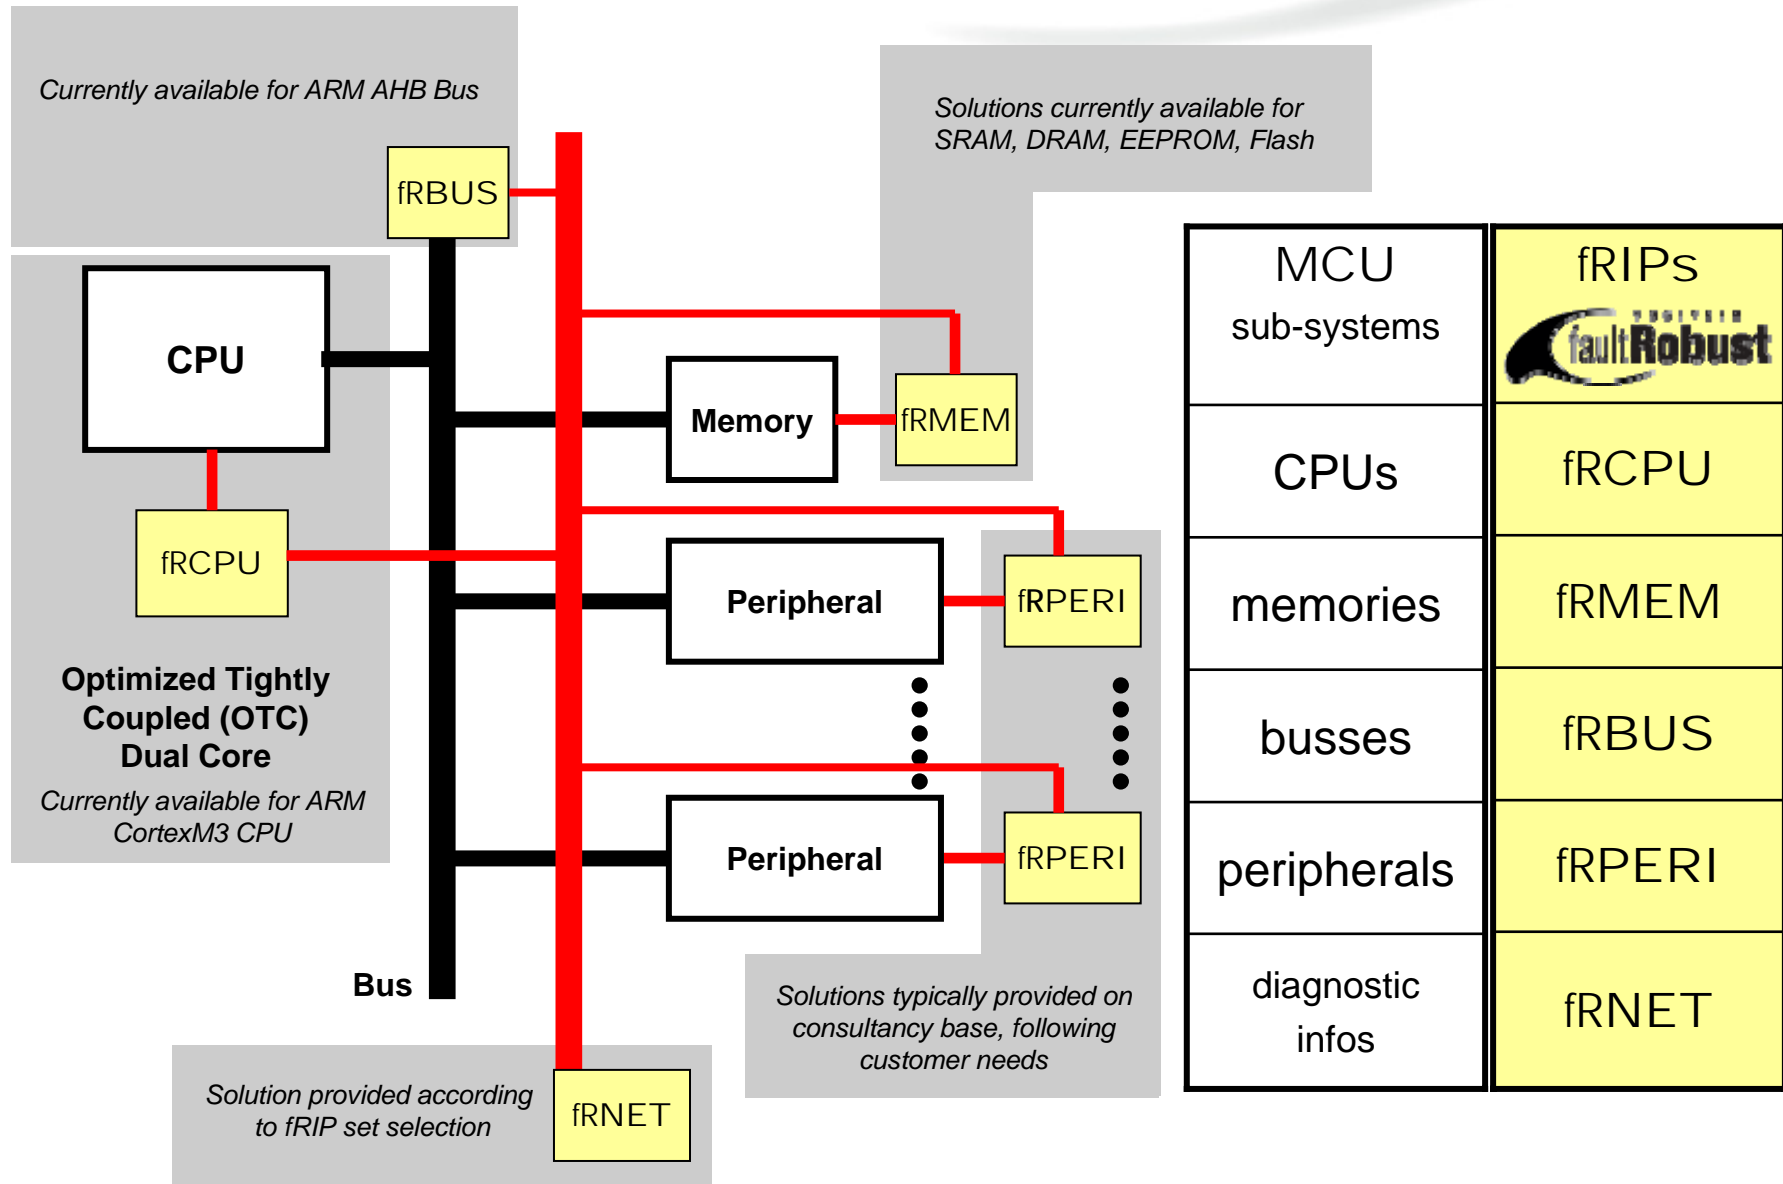 Currently available for ARM AHB Bus
fRBUS
CPU
fRCPU
Optimized Tightly
Coupled (OTC)
Dual Core
Currently available for ARM
CortexM3 CPU
Bus
Solutions currently available for
SRAM, DRAM, EEPROM, Flash
Memory
fRMEM
Peripheral
fRPERI
Peripheral
fRPERI
Solutions typically provided on
consultancy base, following
customer needs
Solution provided according
to fRIP set selection
fRNET
MCU
sub-systems
fRIPs
faultRobust
CPUs
fRCPU
memories
fRMEM
busses
fRBUS
peripherals
fRPERI
diagnostic
infos
fRNET